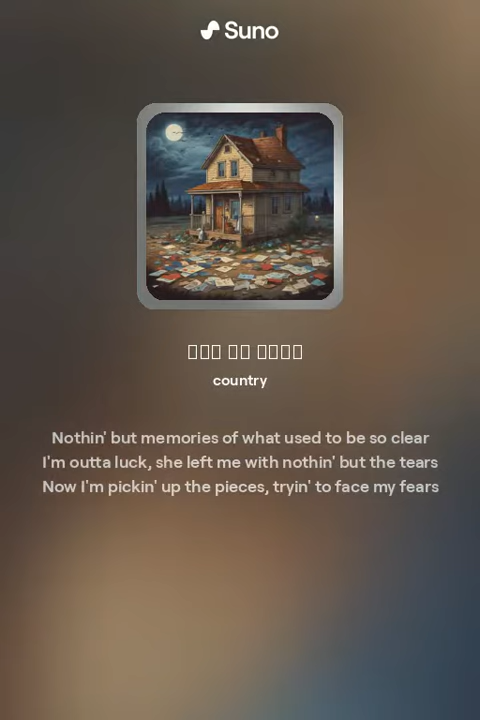 Suno
country
Nothin' but memories of what used to be so clear
I'm outta luck, she left me with nothin' but the tears
Now I'm pickin' up the pieces, tryin' to face my fears